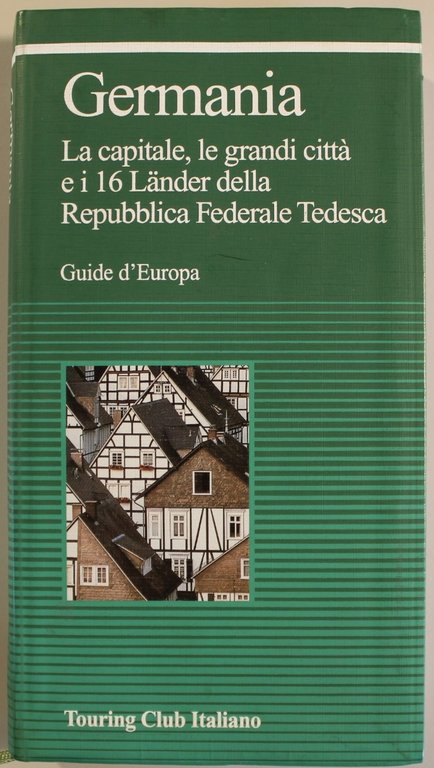 Germania
La capitale, le grandi città
e i 16 Länder della
Repubblica Federale Tedesca
Guide d'Europa
Touring Club Italiano